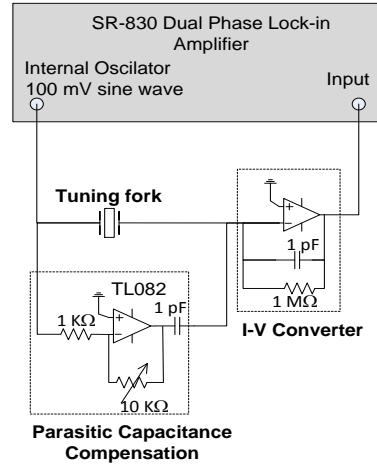 SR-830 Dual Phase Lock-in
Amplifier
Internal Oscilator
100 mV sine wave
Input
Tuning fork
TL082
1 pF
1 KΩ
10 KΩ
1 pF
1 MΩ
I-V Converter
Parasitic Capacitance
Compensation